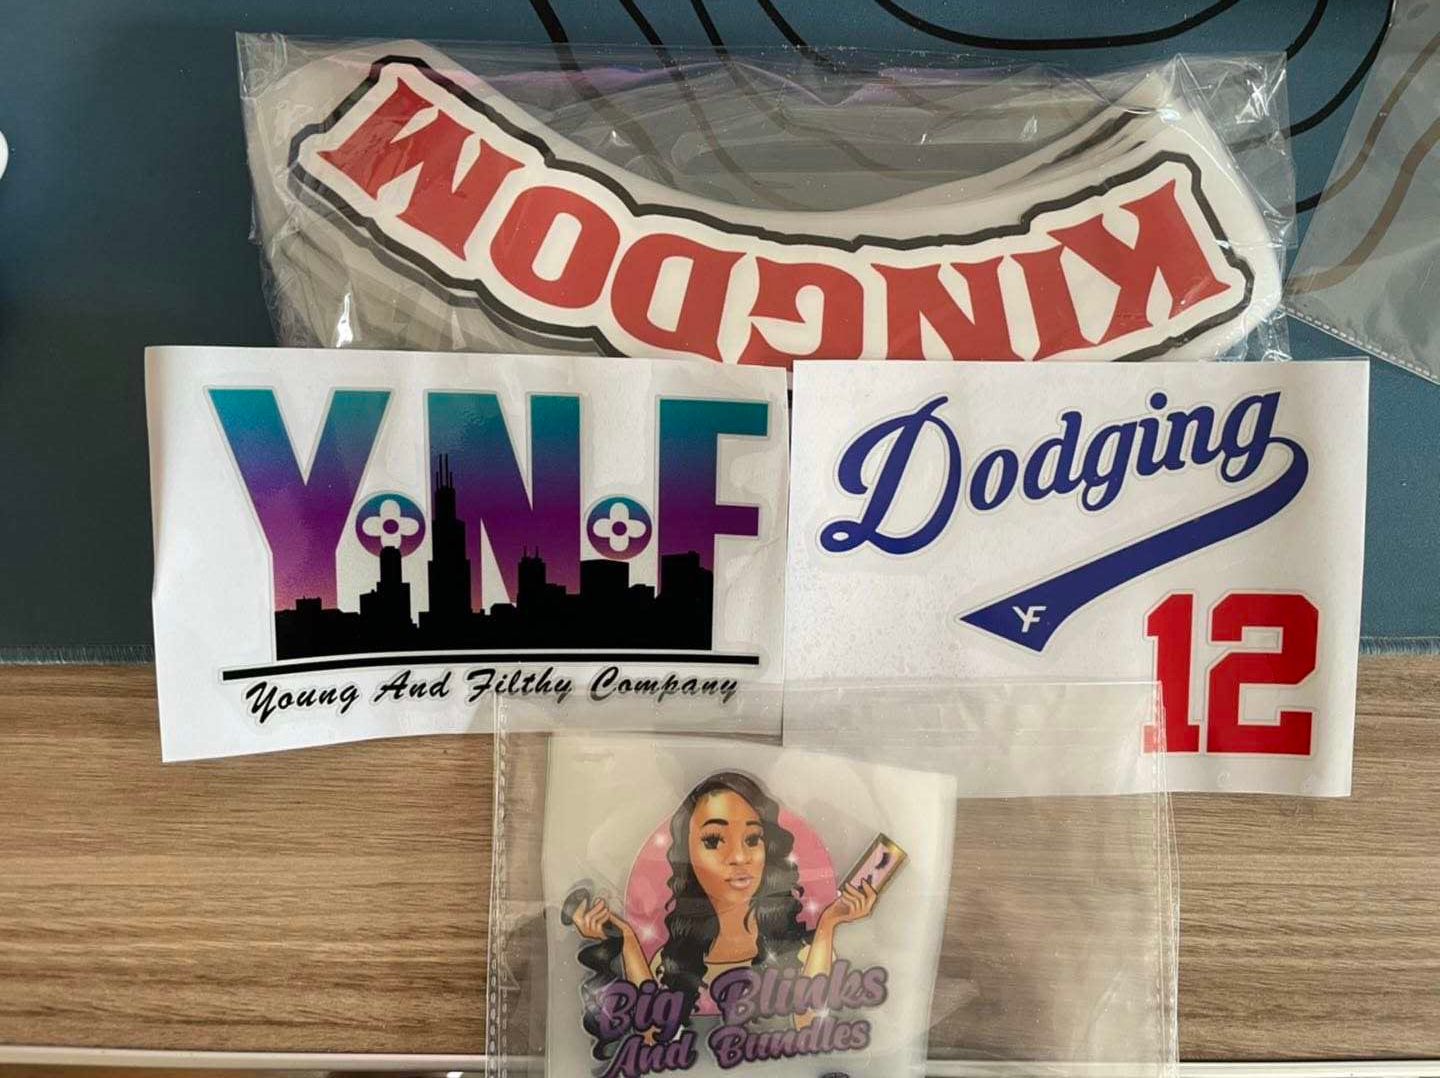 KINGDOM
Y.N.F
Young And Filthy Company
Dodging
YF
12
Big Blinks
And Bundles